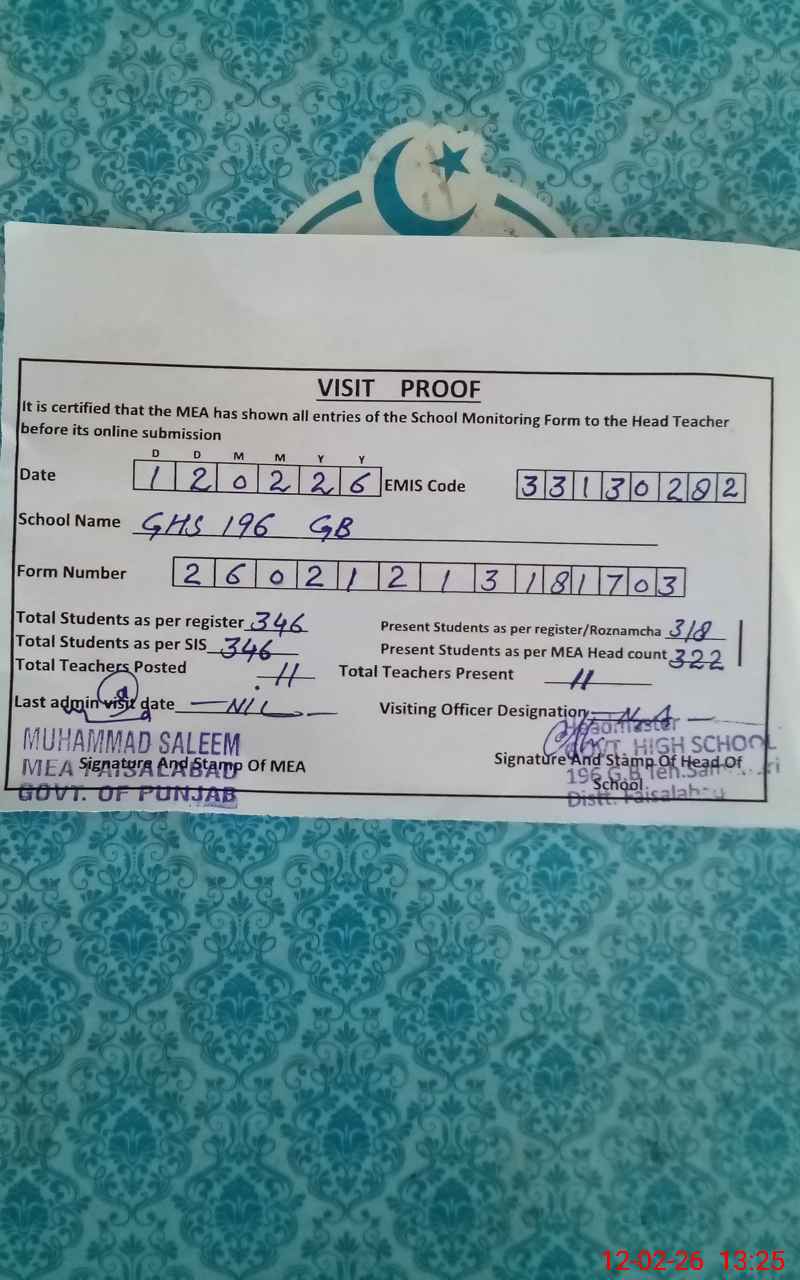 VISIT PROOF
It is certified that the MEA has shown all entries of the School Monitoring Form to the Head Teacher
before its online submission
D D M M Y Y
Date 1 2 0 2 2 6 EMIS Code 3 3 1 3 0 2 8 2
School Name GHS 196 GB
Form Number 2 6 0 2 1 2 1 3 1 8 1 7 0 3
Total Students as per register 346 Present Students as per register/Roznamcha 318
Total Students as per SIS 346 Present Students as per MEA Head count 322
Total Teachers Posted 11 Total Teachers Present 11
Last admin visit date — NIL — Visiting Officer Designation — NA —
MUHAMMAD SALEEM
MEA FAISALABAD
GOVT. OF PUNJAB
Signature And Stamp Of MEA
Headmaster
GOVT. HIGH SCHOOL
196 G.B Teh.
Distt. Faisalabad
Signature And Stamp Of Head Of
School
12-02-26 13:25